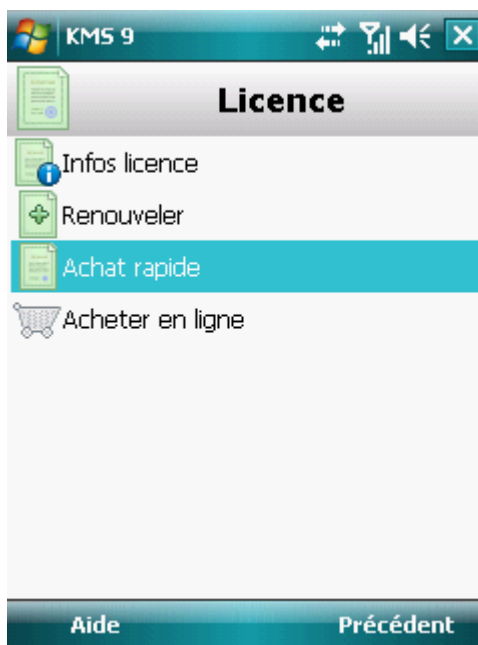 KMS 9
Licence
Infos licence
Renouveler
Achat rapide
Acheter en ligne
Aide Précédent